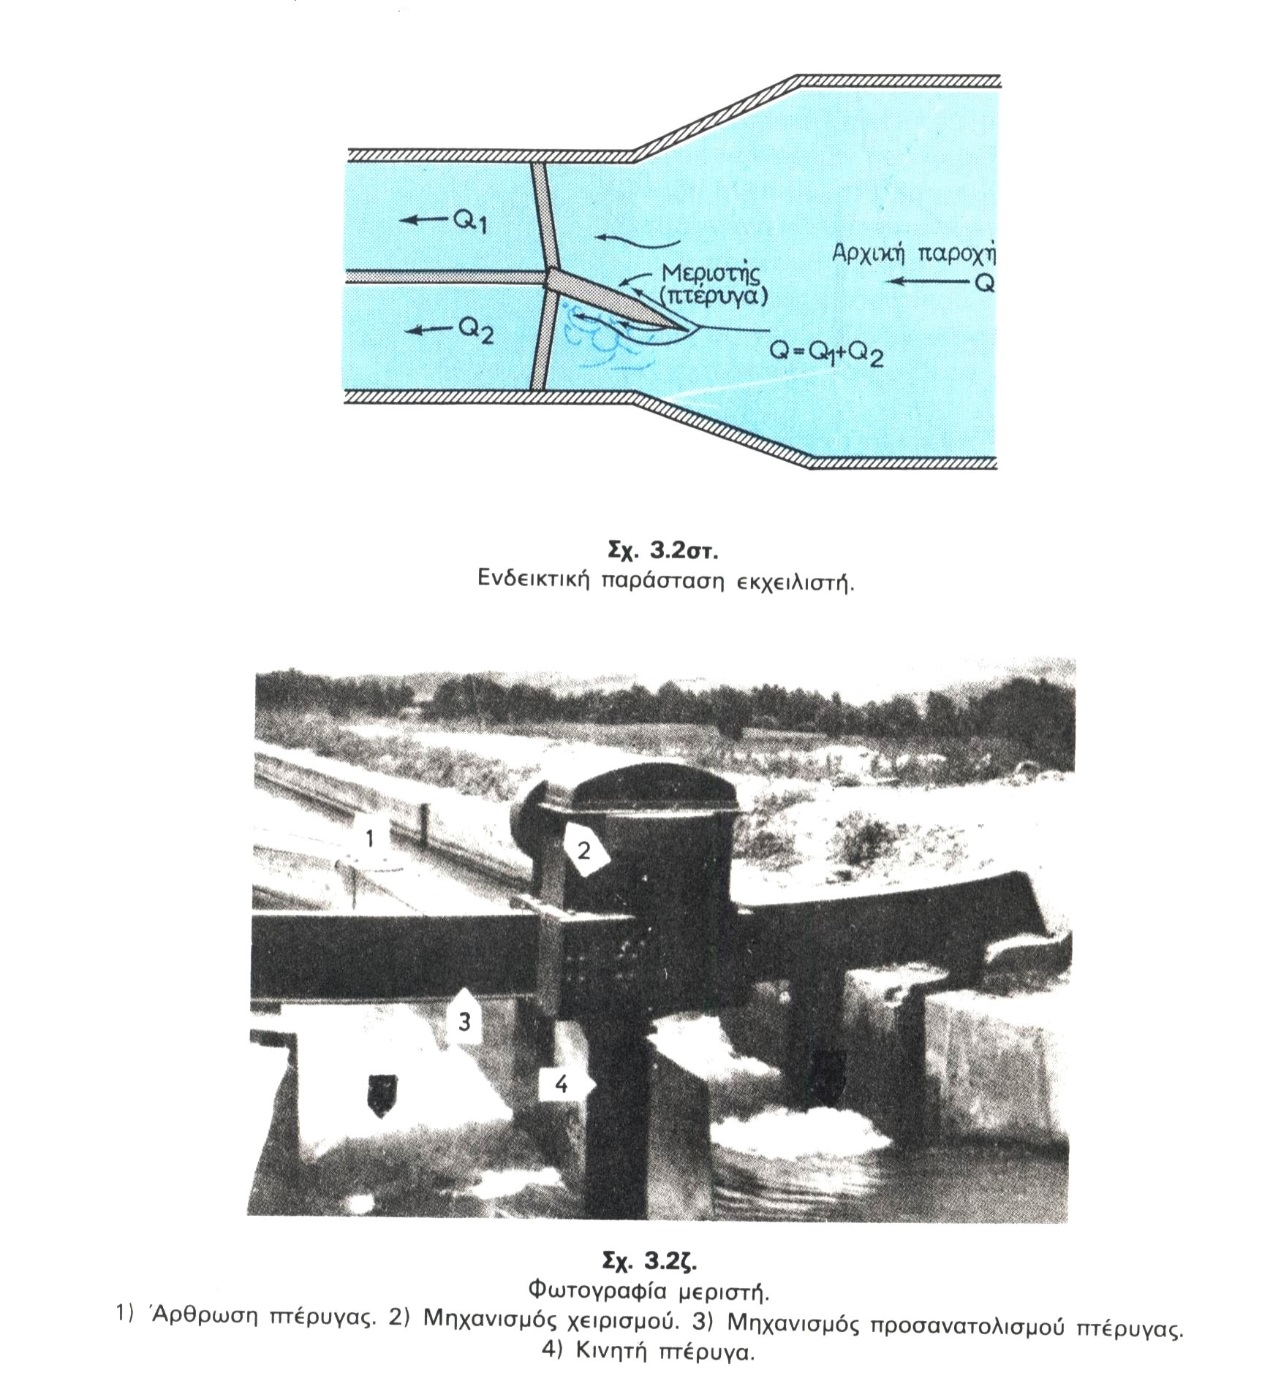 Q1
Αρχική παροχή
Q
Μεριστής
(πτέρυγα)
Q2
Q=Q1+Q2
Σχ. 3.2στ.
Ενδεικτική παράσταση εκχειλιστή.
1
2
3
4
Σχ. 3.2ζ.
Φωτογραφία μεριστή.
1) Άρθρωση πτέρυγας. 2) Μηχανισμός χειρισμού. 3) Μηχανισμός προσανατολισμού πτέρυγας.
4) Κινητή πτέρυγα.